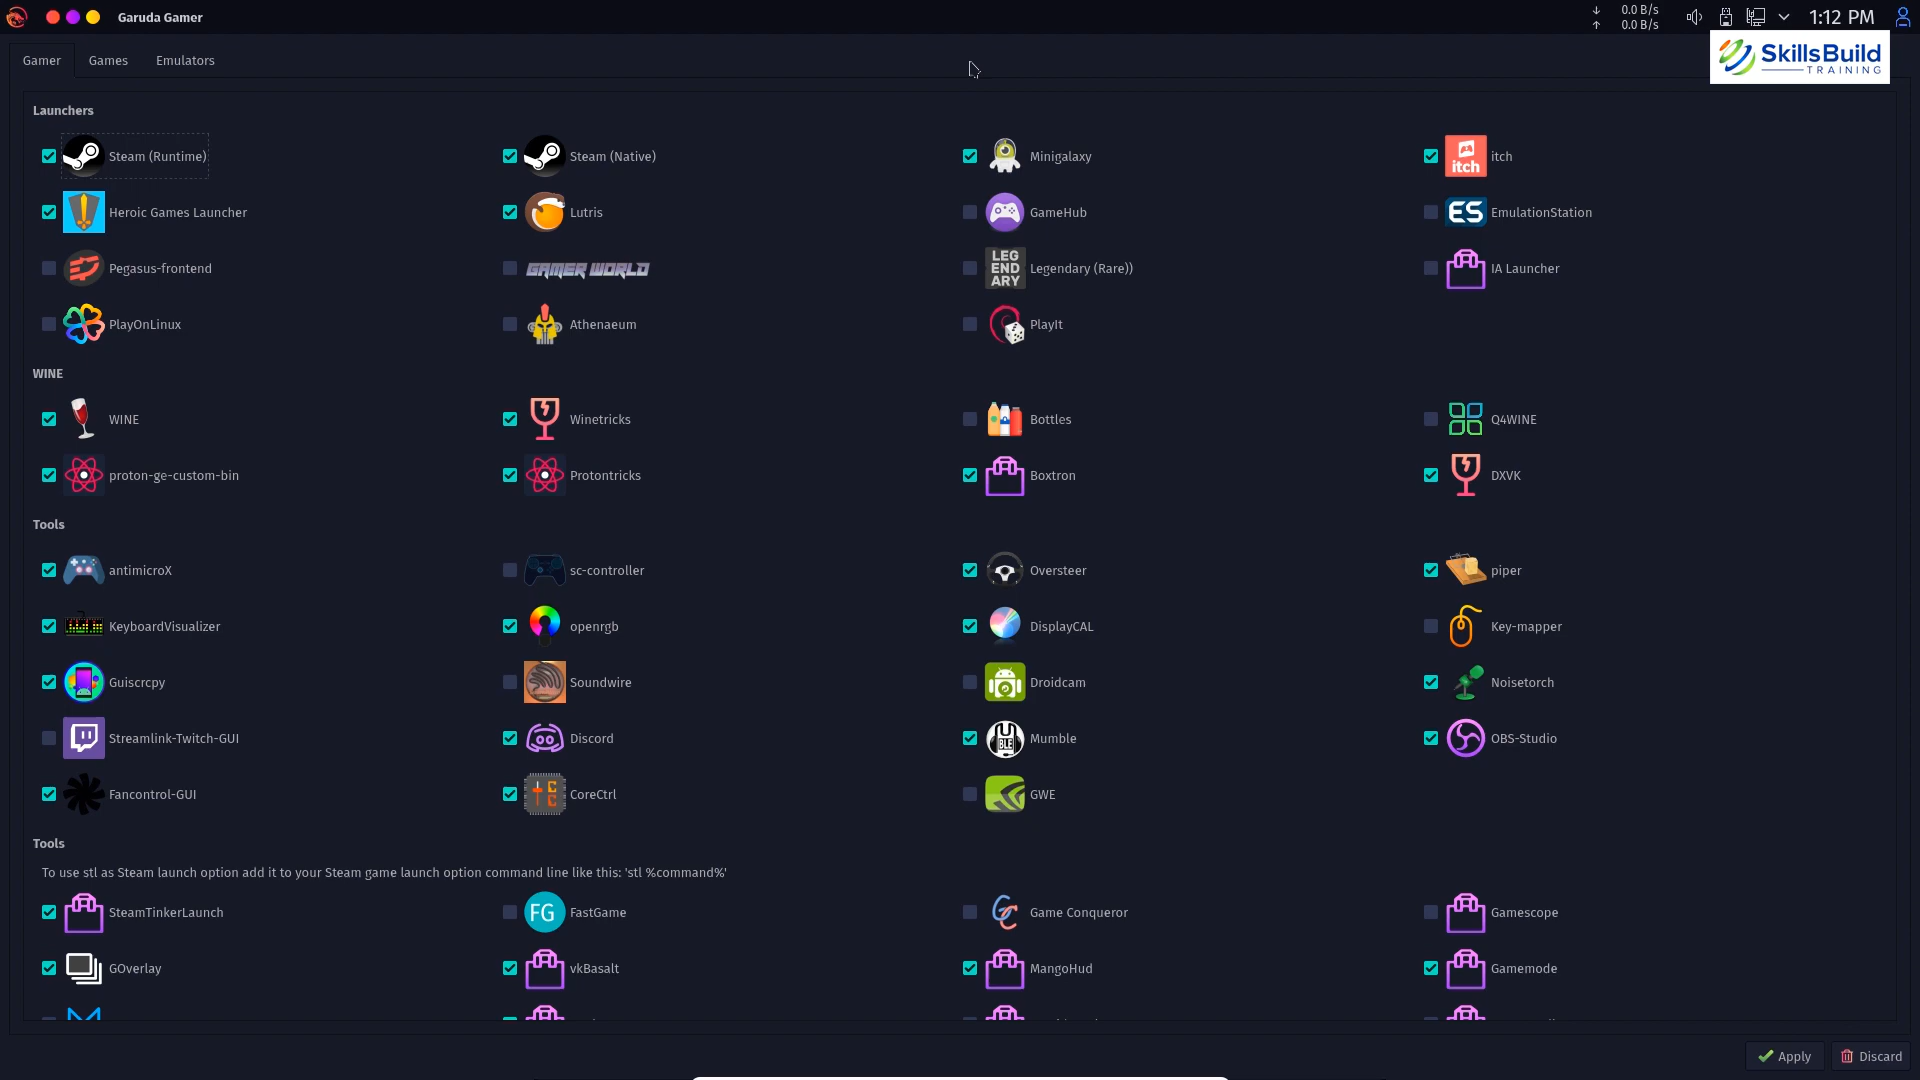 Garuda Gamer
0.0 B/s
0.0 B/s
1:12 PM
SkillsBuild
TRAINING
Gamer Games Emulators
Launchers
Steam (Runtime) Steam (Native) Minigalaxy itch itch
Heroic Games Launcher Lutris GameHub ES EmulationStation
Pegasus-frontend GAMER WORLD LEG END ARY Legendary (Rare)) IA Launcher
PlayOnLinux Athenaeum PlayIt
WINE
WINE Winetricks Bottles Q4WINE
proton-ge-custom-bin Protontricks Boxtron DXVK
Tools
antimicroX sc-controller Oversteer piper
KeyboardVisualizer openrgb DisplayCAL Key-mapper
Guiscrcpy Soundwire Droidcam Noisetorch
Streamlink-Twitch-GUI Discord BLE Mumble OBS-Studio
Fancontrol-GUI CoreCtrl GWE
Tools
To use stl as Steam launch option add it to your Steam game launch option command line like this: 'stl %command%'
SteamTinkerLaunch FG FastGame Game Conqueror Gamescope
GOverlay vkBasalt MangoHud Gamemode
Apply Discard